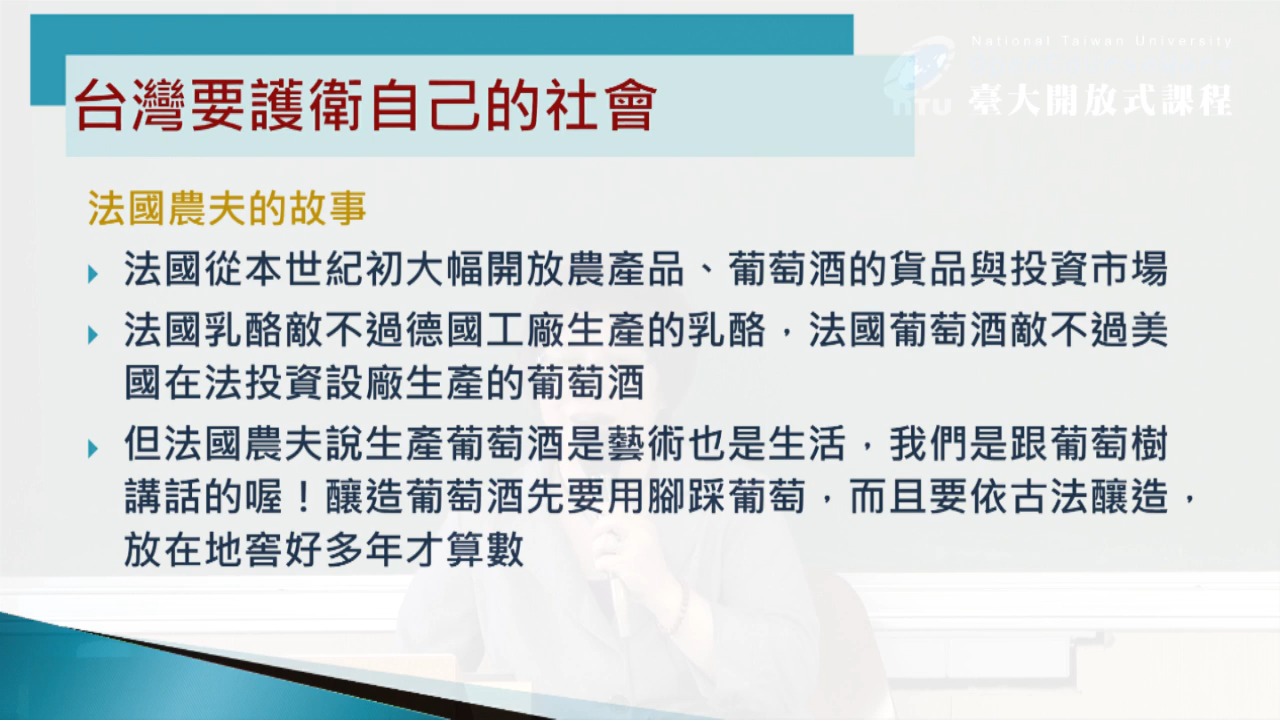 National Taiwan University
NTU 臺大開放式課程
台灣要護衛自己的社會
法國農夫的故事
法國從本世紀初大幅開放農產品、葡萄酒的貨品與投資市場
法國乳酪敵不過德國工廠生產的乳酪，法國葡萄酒敵不過美
國在法投資設廠生產的葡萄酒
但法國農夫說生產葡萄酒是藝術也是生活，我們是跟葡萄樹
講話的喔！釀造葡萄酒先要用腳踩葡萄，而且要依古法釀造，
放在地窖好多年才算數